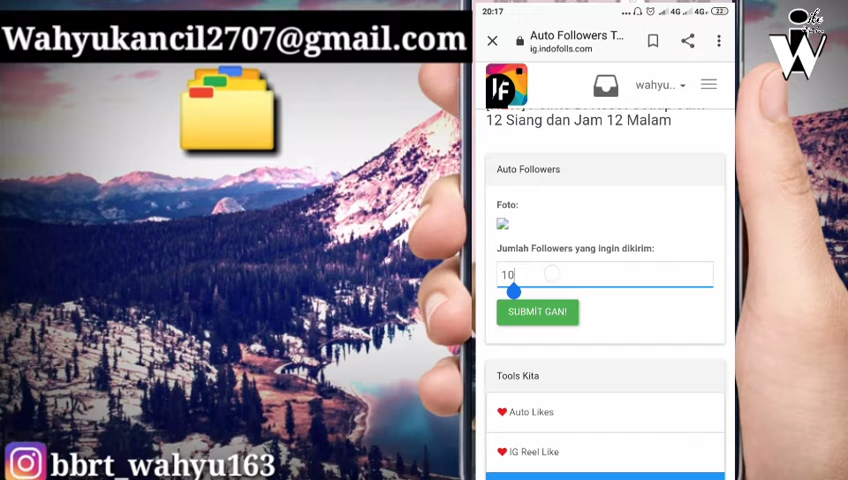 Wahyukancil2707@gmail.com
20:17
4G 4G 22
Auto Followers T...
ig.indofolls.com
IF
wahyu..
12 Siang dan Jam 12 Malam
Auto Followers
Foto:
Jumlah Followers yang ingin dikirim:
10
SUBMİT GAN!
Tools Kita
Auto Likes
IG Reel Like
bbrt_wahyu163